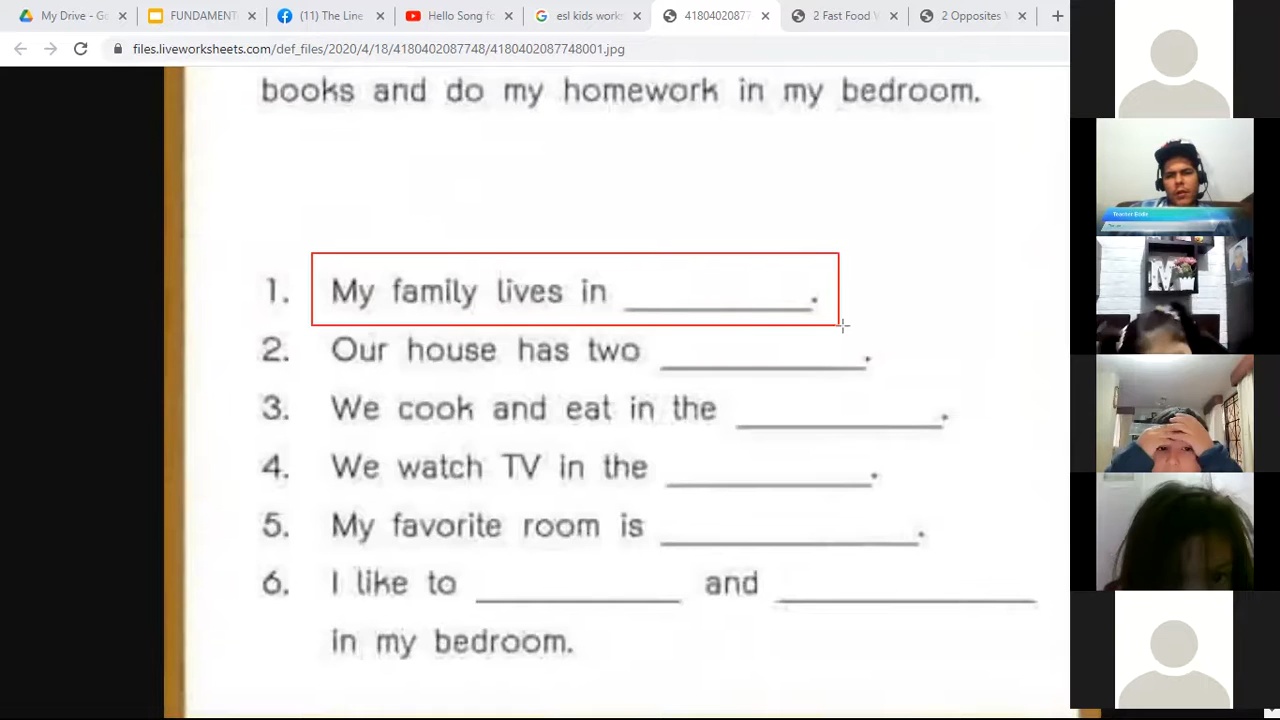 My Drive - G
FUNDAMENT
(11) The Line
Hello Song fo
esl kids works
4180402087
2 Fast Food W
2 Opposites
files.liveworksheets.com/def_files/2020/4/18/4180402087748/4180402087748001.jpg
books and do my homework in my bedroom.
1. My family lives in ____________.
2. Our house has two ____________.
3. We cook and eat in the ____________.
4. We watch TV in the ____________.
5. My favorite room is ____________.
6. I like to ____________ and ____________
in my bedroom.
M